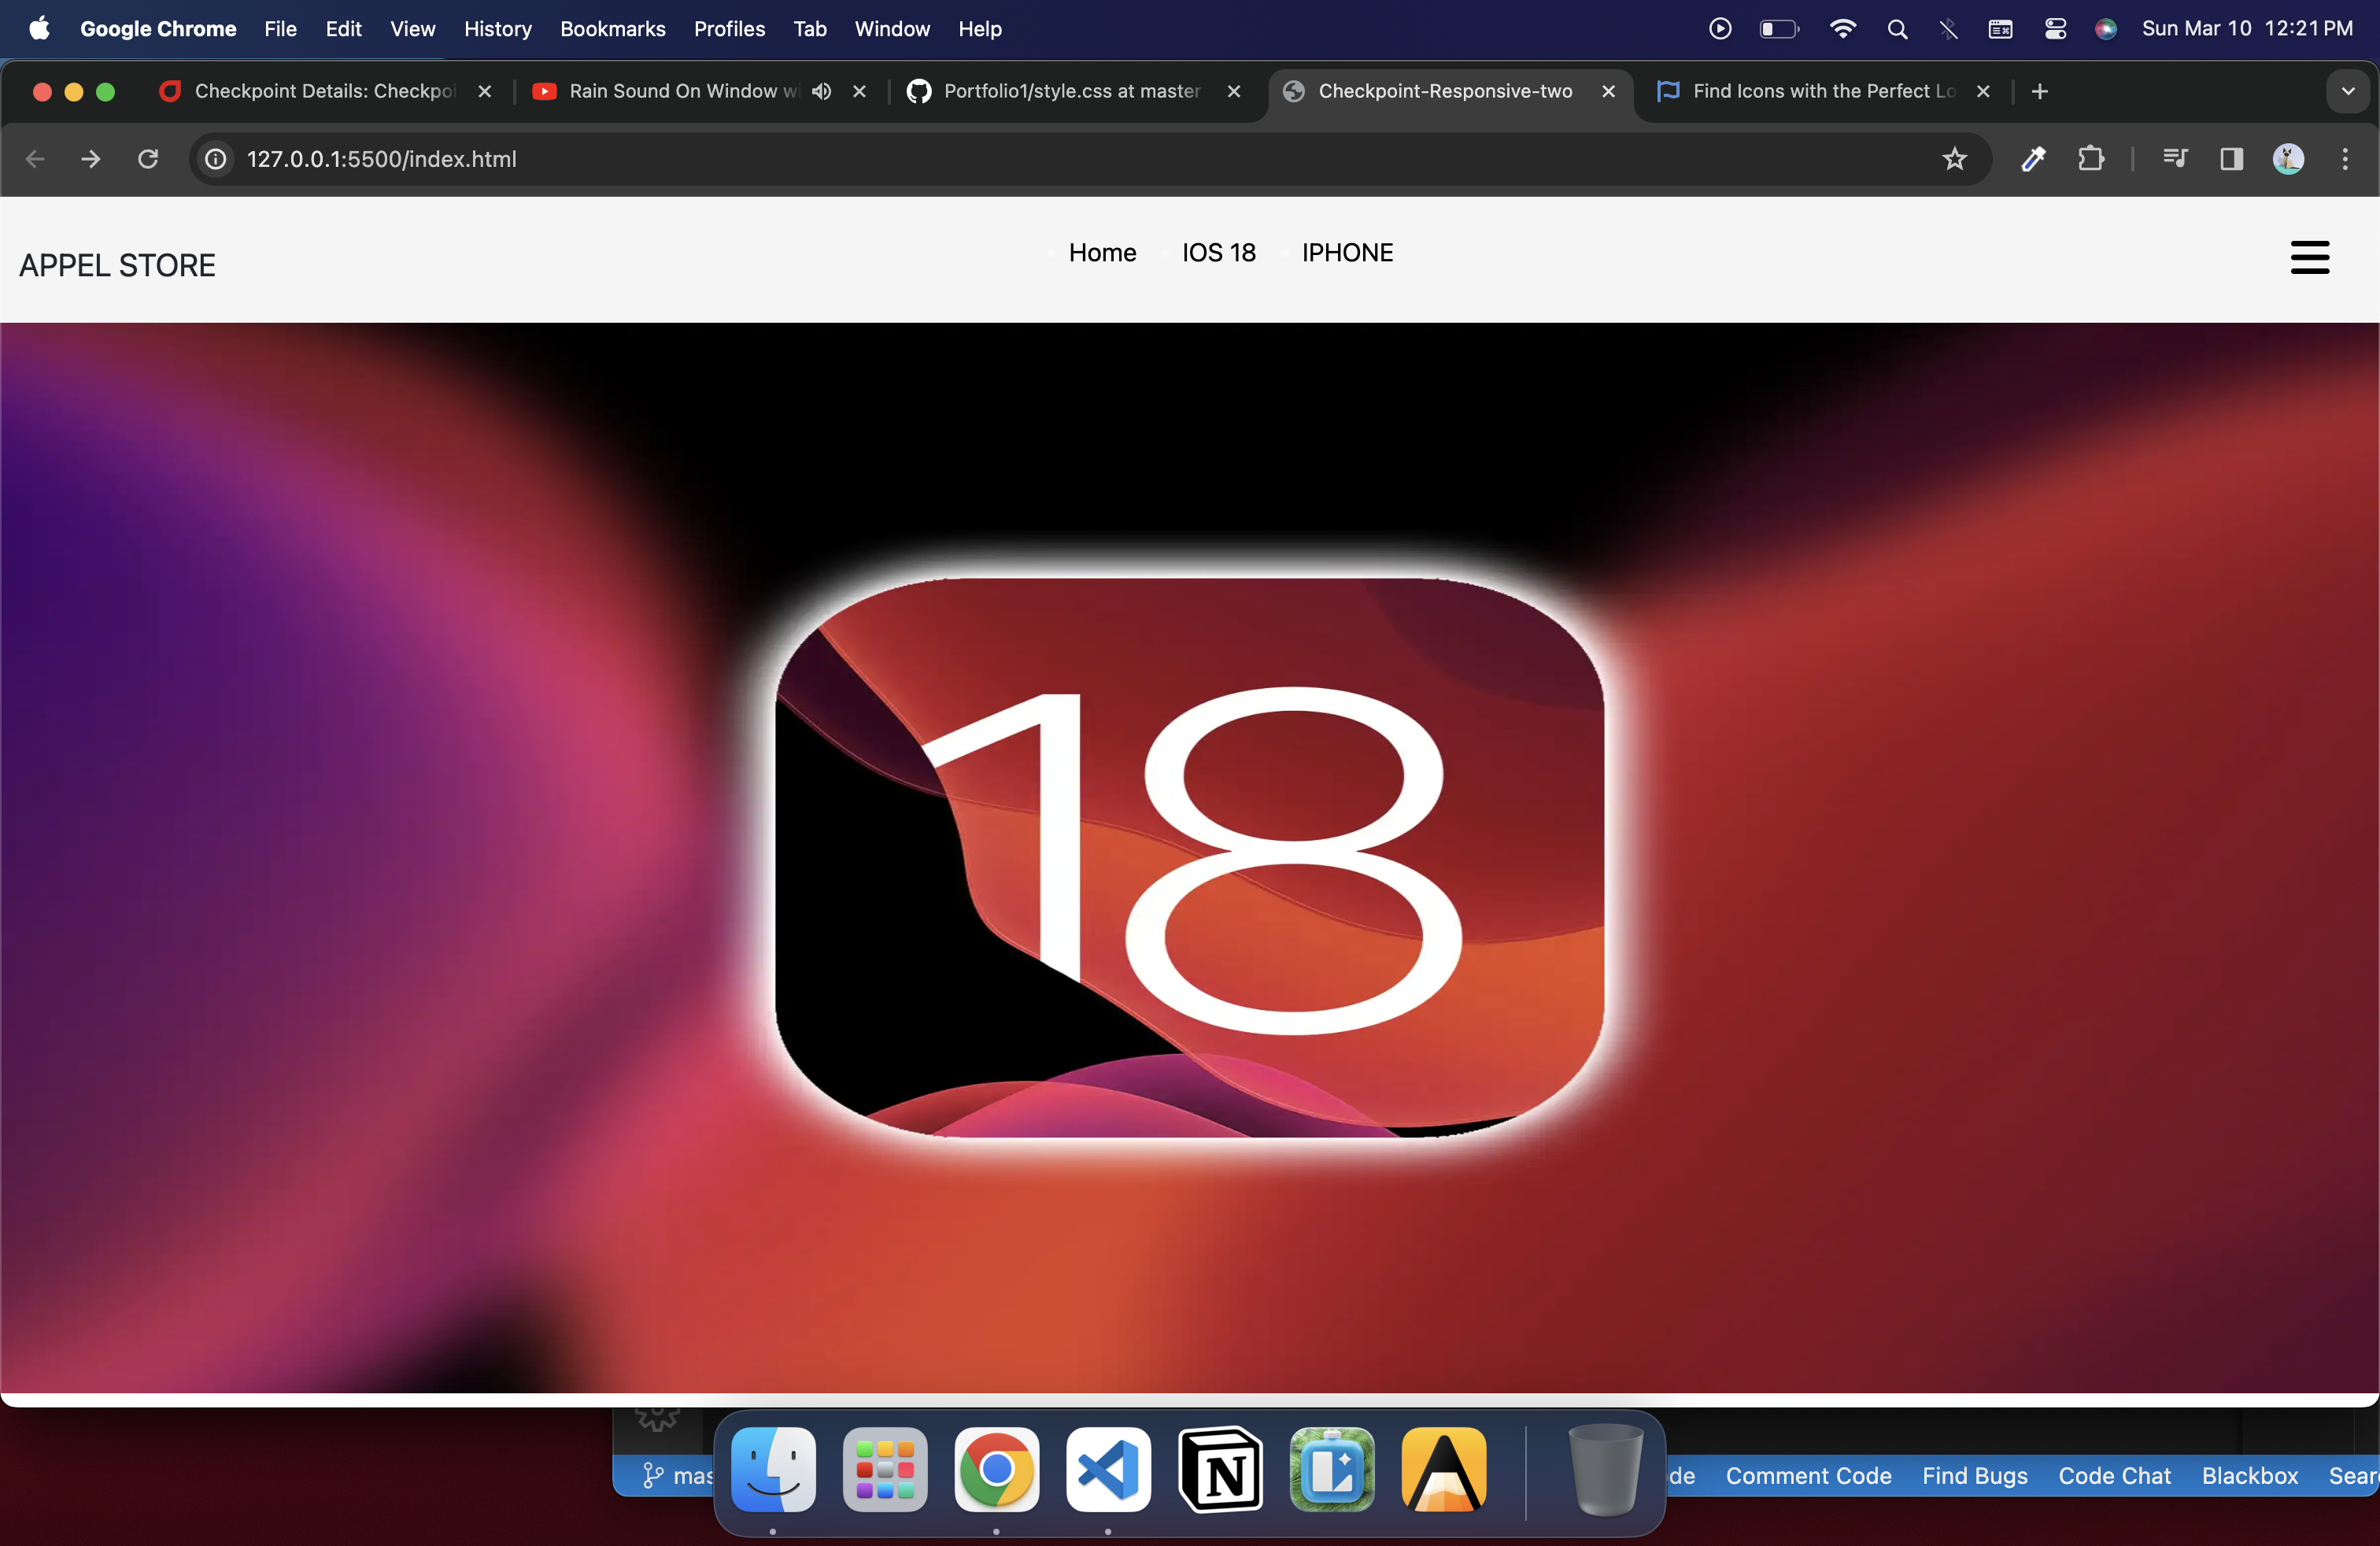 Google Chrome File Edit View History Bookmarks Profiles Tab Window Help Sun Mar 10 12:21 PM
Checkpoint Details: Checkpoi Rain Sound On Window wi Portfolio1/style.css at master Checkpoint-Responsive-two Find Icons with the Perfect Lo
127.0.0.1:5500/index.html
APPEL STORE Home IOS 18 IPHONE
18
mas de Comment Code Find Bugs Code Chat Blackbox Sear
N